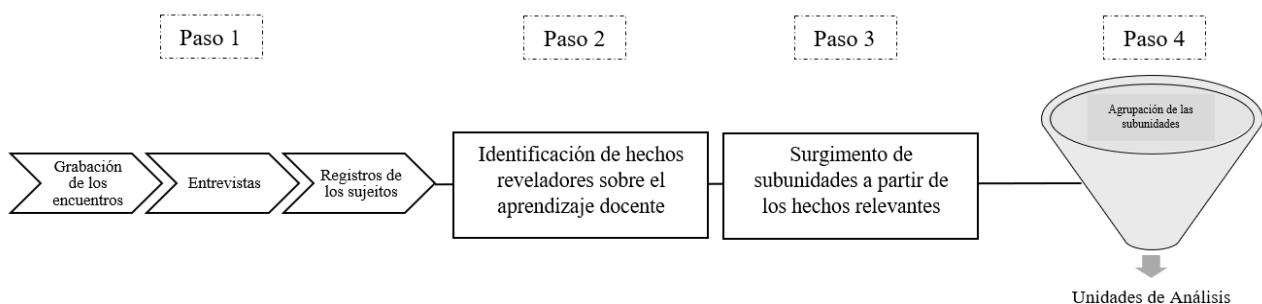 Paso 1
Paso 2
Paso 3
Paso 4
Grabación
de los
encuentros
Entrevistas
Registros de
los sujeitos
Identificación de hechos
reveladores sobre el
aprendizaje docente
Surgimento de
subunidades a partir de
los hechos relevantes
Agrupación de las
subunidades
Unidades de Análisis